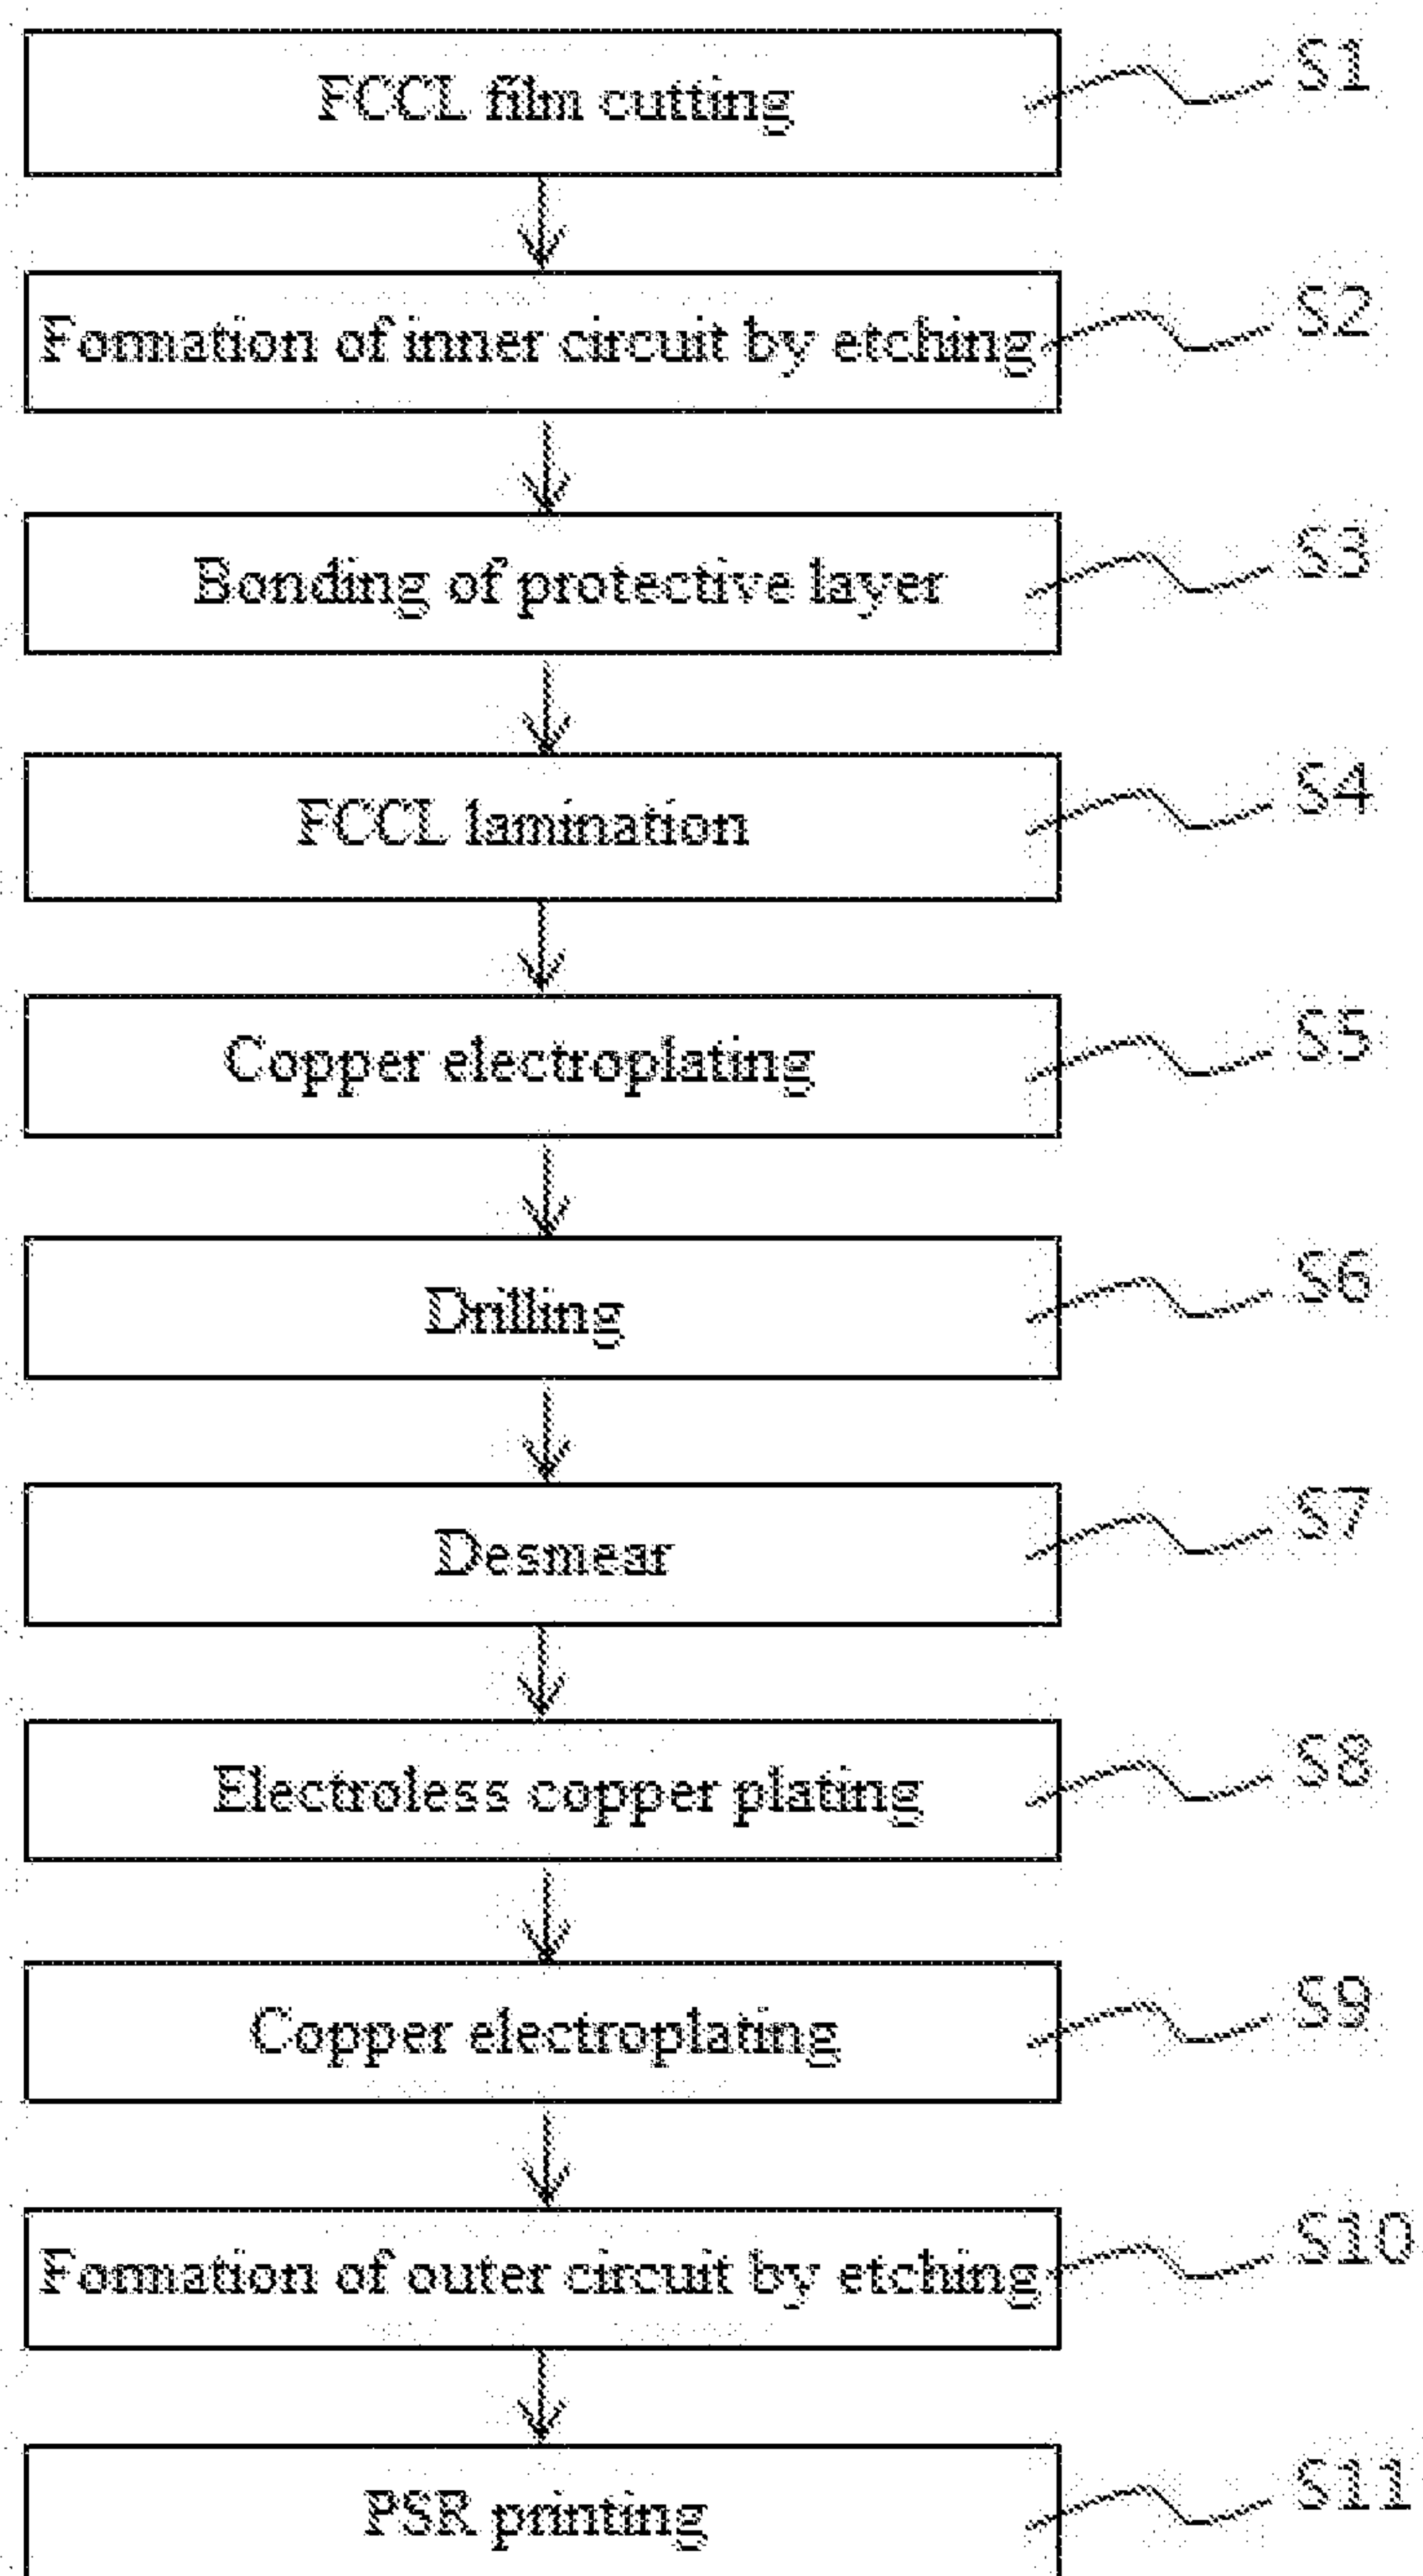 FCCL film cutting S1
Formation of inner circuit by etching S2
Bonding of protective layer S3
FCCL lamination S4
Copper electroplating S5
Drilling S6
Desmear S7
Electroless copper plating S8
Copper electroplating S9
Formation of outer circuit by etching S10
PSR printing S11